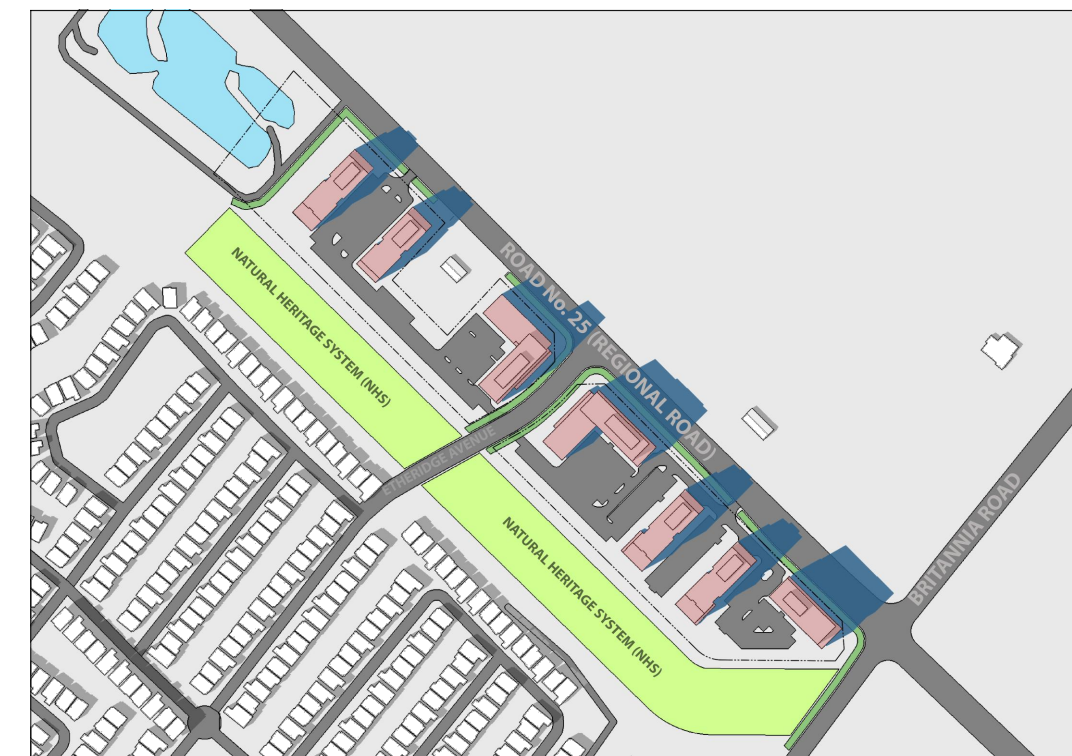 ROAD No. 25 (REGIONAL ROAD)
NATURAL HERITAGE SYSTEM (NHS)
ETHERIDGE AVENUE
BRITANNIA ROAD
NATURAL HERITAGE SYSTEM (NHS)